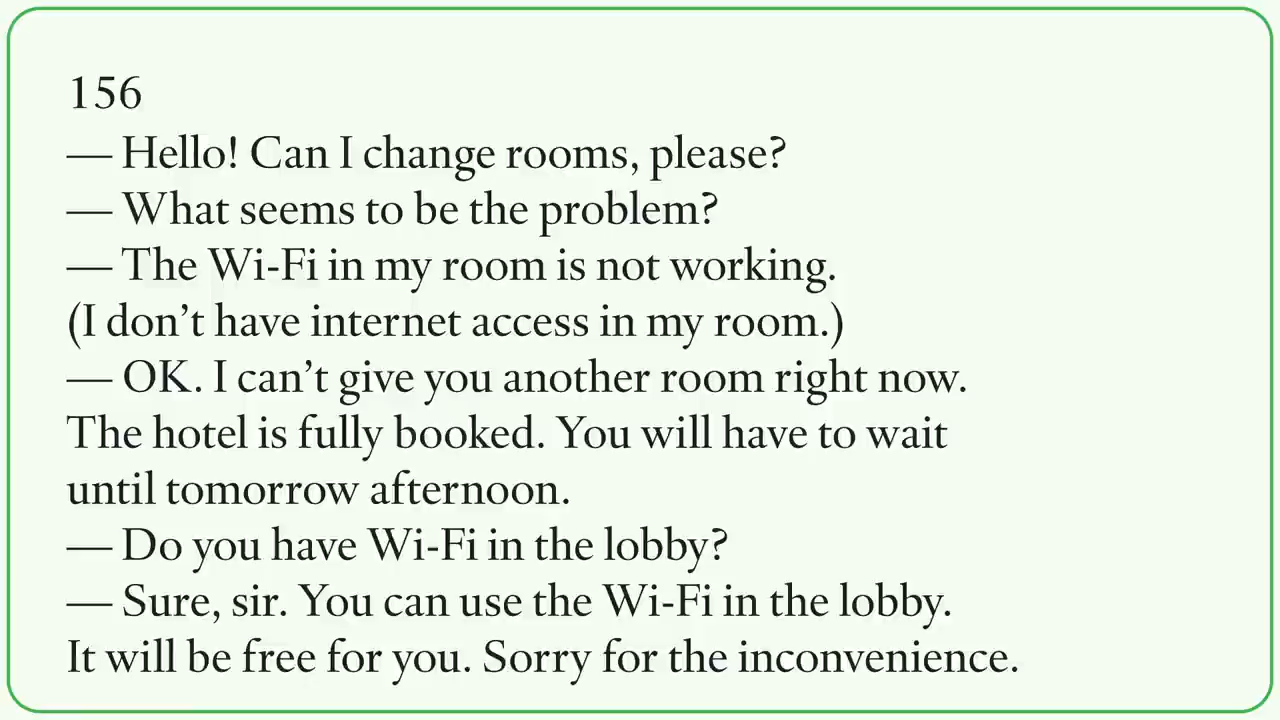 156
— Hello! Can I change rooms, please?
— What seems to be the problem?
— The Wi-Fi in my room is not working.
(I don’t have internet access in my room.)
— OK. I can’t give you another room right now.
The hotel is fully booked. You will have to wait
until tomorrow afternoon.
— Do you have Wi-Fi in the lobby?
— Sure, sir. You can use the Wi-Fi in the lobby.
It will be free for you. Sorry for the inconvenience.